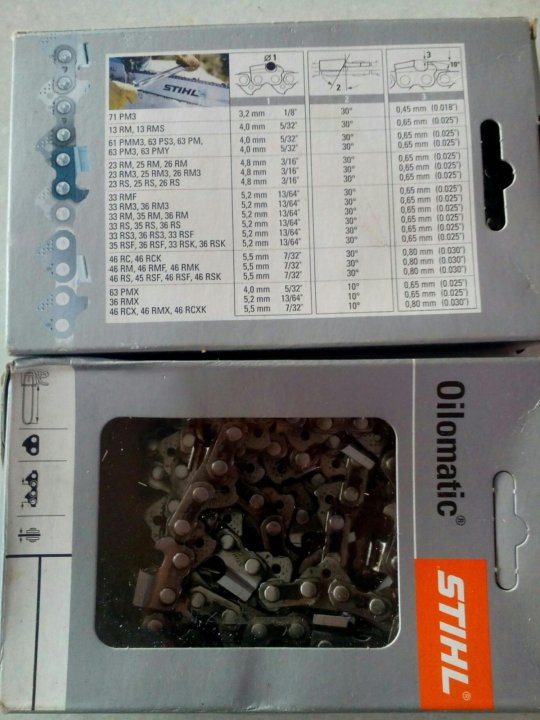 STIHL
Ø 1
2
3
10°
1 2 3
71 PM3 3,2 mm 1/8" 30° 0,45 mm (0.018")
13 RM, 13 RMS 4,0 mm 5/32" 30° 0,65 mm (0.025")
61 PMM3, 63 PS3, 63 PM, 4,0 mm 5/32" 30° 0,65 mm (0.025")
63 PM3, 63 PMY 4,0 mm 5/32" 30° 0,65 mm (0.025")
23 RM, 25 RM, 26 RM 4,8 mm 3/16" 30° 0,65 mm (0.025")
23 RM3, 25 RM3, 26 RM3 4,8 mm 3/16" 30° 0,65 mm (0.025")
23 RS, 25 RS, 26 RS 4,8 mm 3/16" 30° 0,65 mm (0.025")
33 RMF 5,2 mm 13/64" 30° 0,65 mm (0.025")
33 RM3, 36 RM3 5,2 mm 13/64" 30° 0,65 mm (0.025")
33 RM, 35 RM, 36 RM 5,2 mm 13/64" 30° 0,65 mm (0.025")
33 RS, 35 RS, 36 RS 5,2 mm 13/64" 30° 0,65 mm (0.025")
33 RS3, 36 RS3, 33 RSF 5,2 mm 13/64" 30° 0,65 mm (0.025")
35 RSF, 36 RSF, 33 RSK, 36 RSK 5,2 mm 13/64" 30° 0,65 mm (0.025")
46 RC, 46 RCK 5,5 mm 7/32" 30° 0,80 mm (0.030")
46 RM, 46 RMF, 46 RMK 5,5 mm 7/32" 30° 0,80 mm (0.030")
46 RS, 45 RSF, 46 RSF, 46 RSK 5,5 mm 7/32" 30° 0,80 mm (0.030")
63 PMX 4,0 mm 5/32" 10° 0,65 mm (0.025")
36 RMX 5,2 mm 13/64" 10° 0,65 mm (0.025")
46 RCX, 46 RMX, 46 RCXK 5,5 mm 7/32" 10° 0,80 mm (0.030")
Oilomatic®
STIHL®